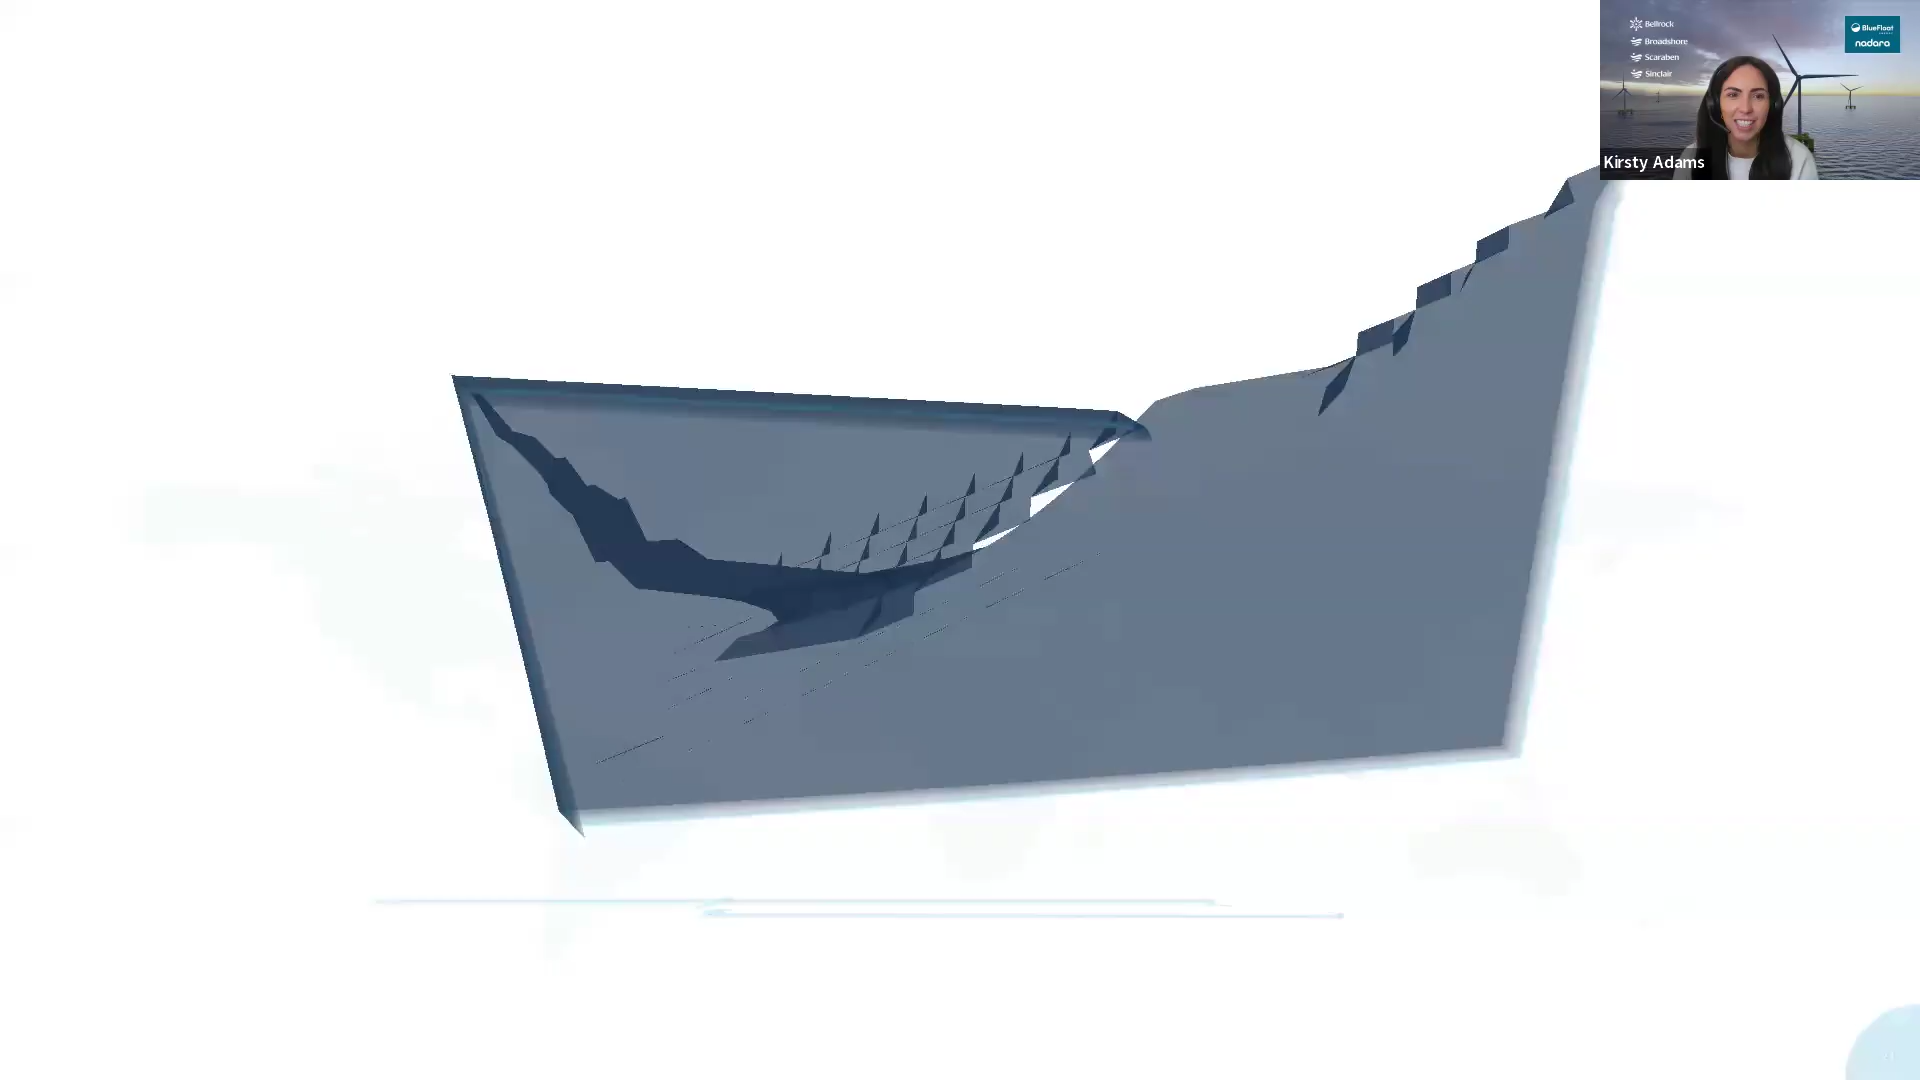 Bellrock
Broadshore
Scaraben
Sinclair
BlueFloat
nadara
Kirsty Adams